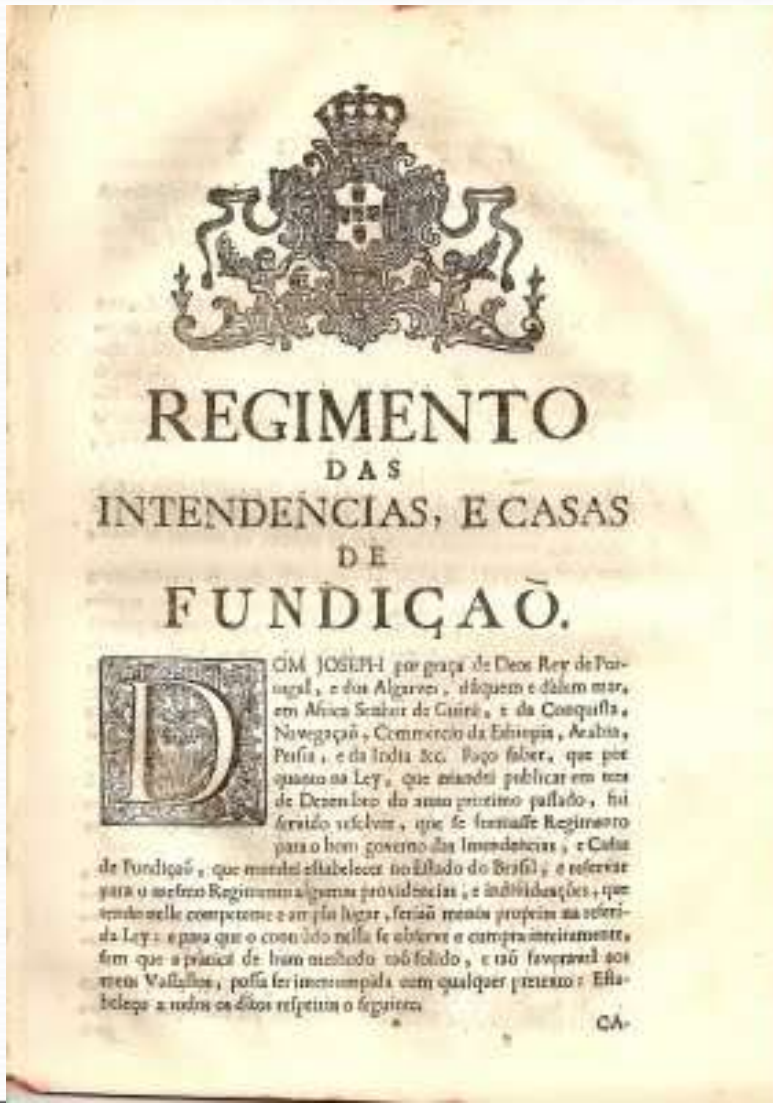 REGIMENTO
DAS
INTENDENCIAS, E CASAS
DE
FUNDIÇAÕ.
DOM JOSEPH por graça de Deos Rey de Por-
tugal, e dos Algarves, dáquem e dálem mar,
em Africa Senhor de Guiné, e da Conquista,
Navegaçaõ, Commercio da Ethiopia, Arabia,
Persia, e da India &c. Faço saber, que por
quanto na Ley, que mandei publicar em tres
de Dezembro do anno proximo passado, fui
servido resolver, que se formasse Regimento
para o bom governo das Intendencias, e Casas
de Fundiçaõ, que mandei estabelecer no Estado do Brasil, e reservar
para o mesmo Regimento algumas providencias, e individuações, que
tendo nelle competente e amplo lugar, seriaõ menos proprias na referi-
da Ley: e para que o conteúdo nella se observe e cumpra inteiramente,
sem que a pratica de hum methodo taõ solido, e taõ favoravel aos
meus Vassallos, possa ser interrompida com qualquer pretexto: Esta-
beleço a todos os ditos respeitos o seguinte.
CA-